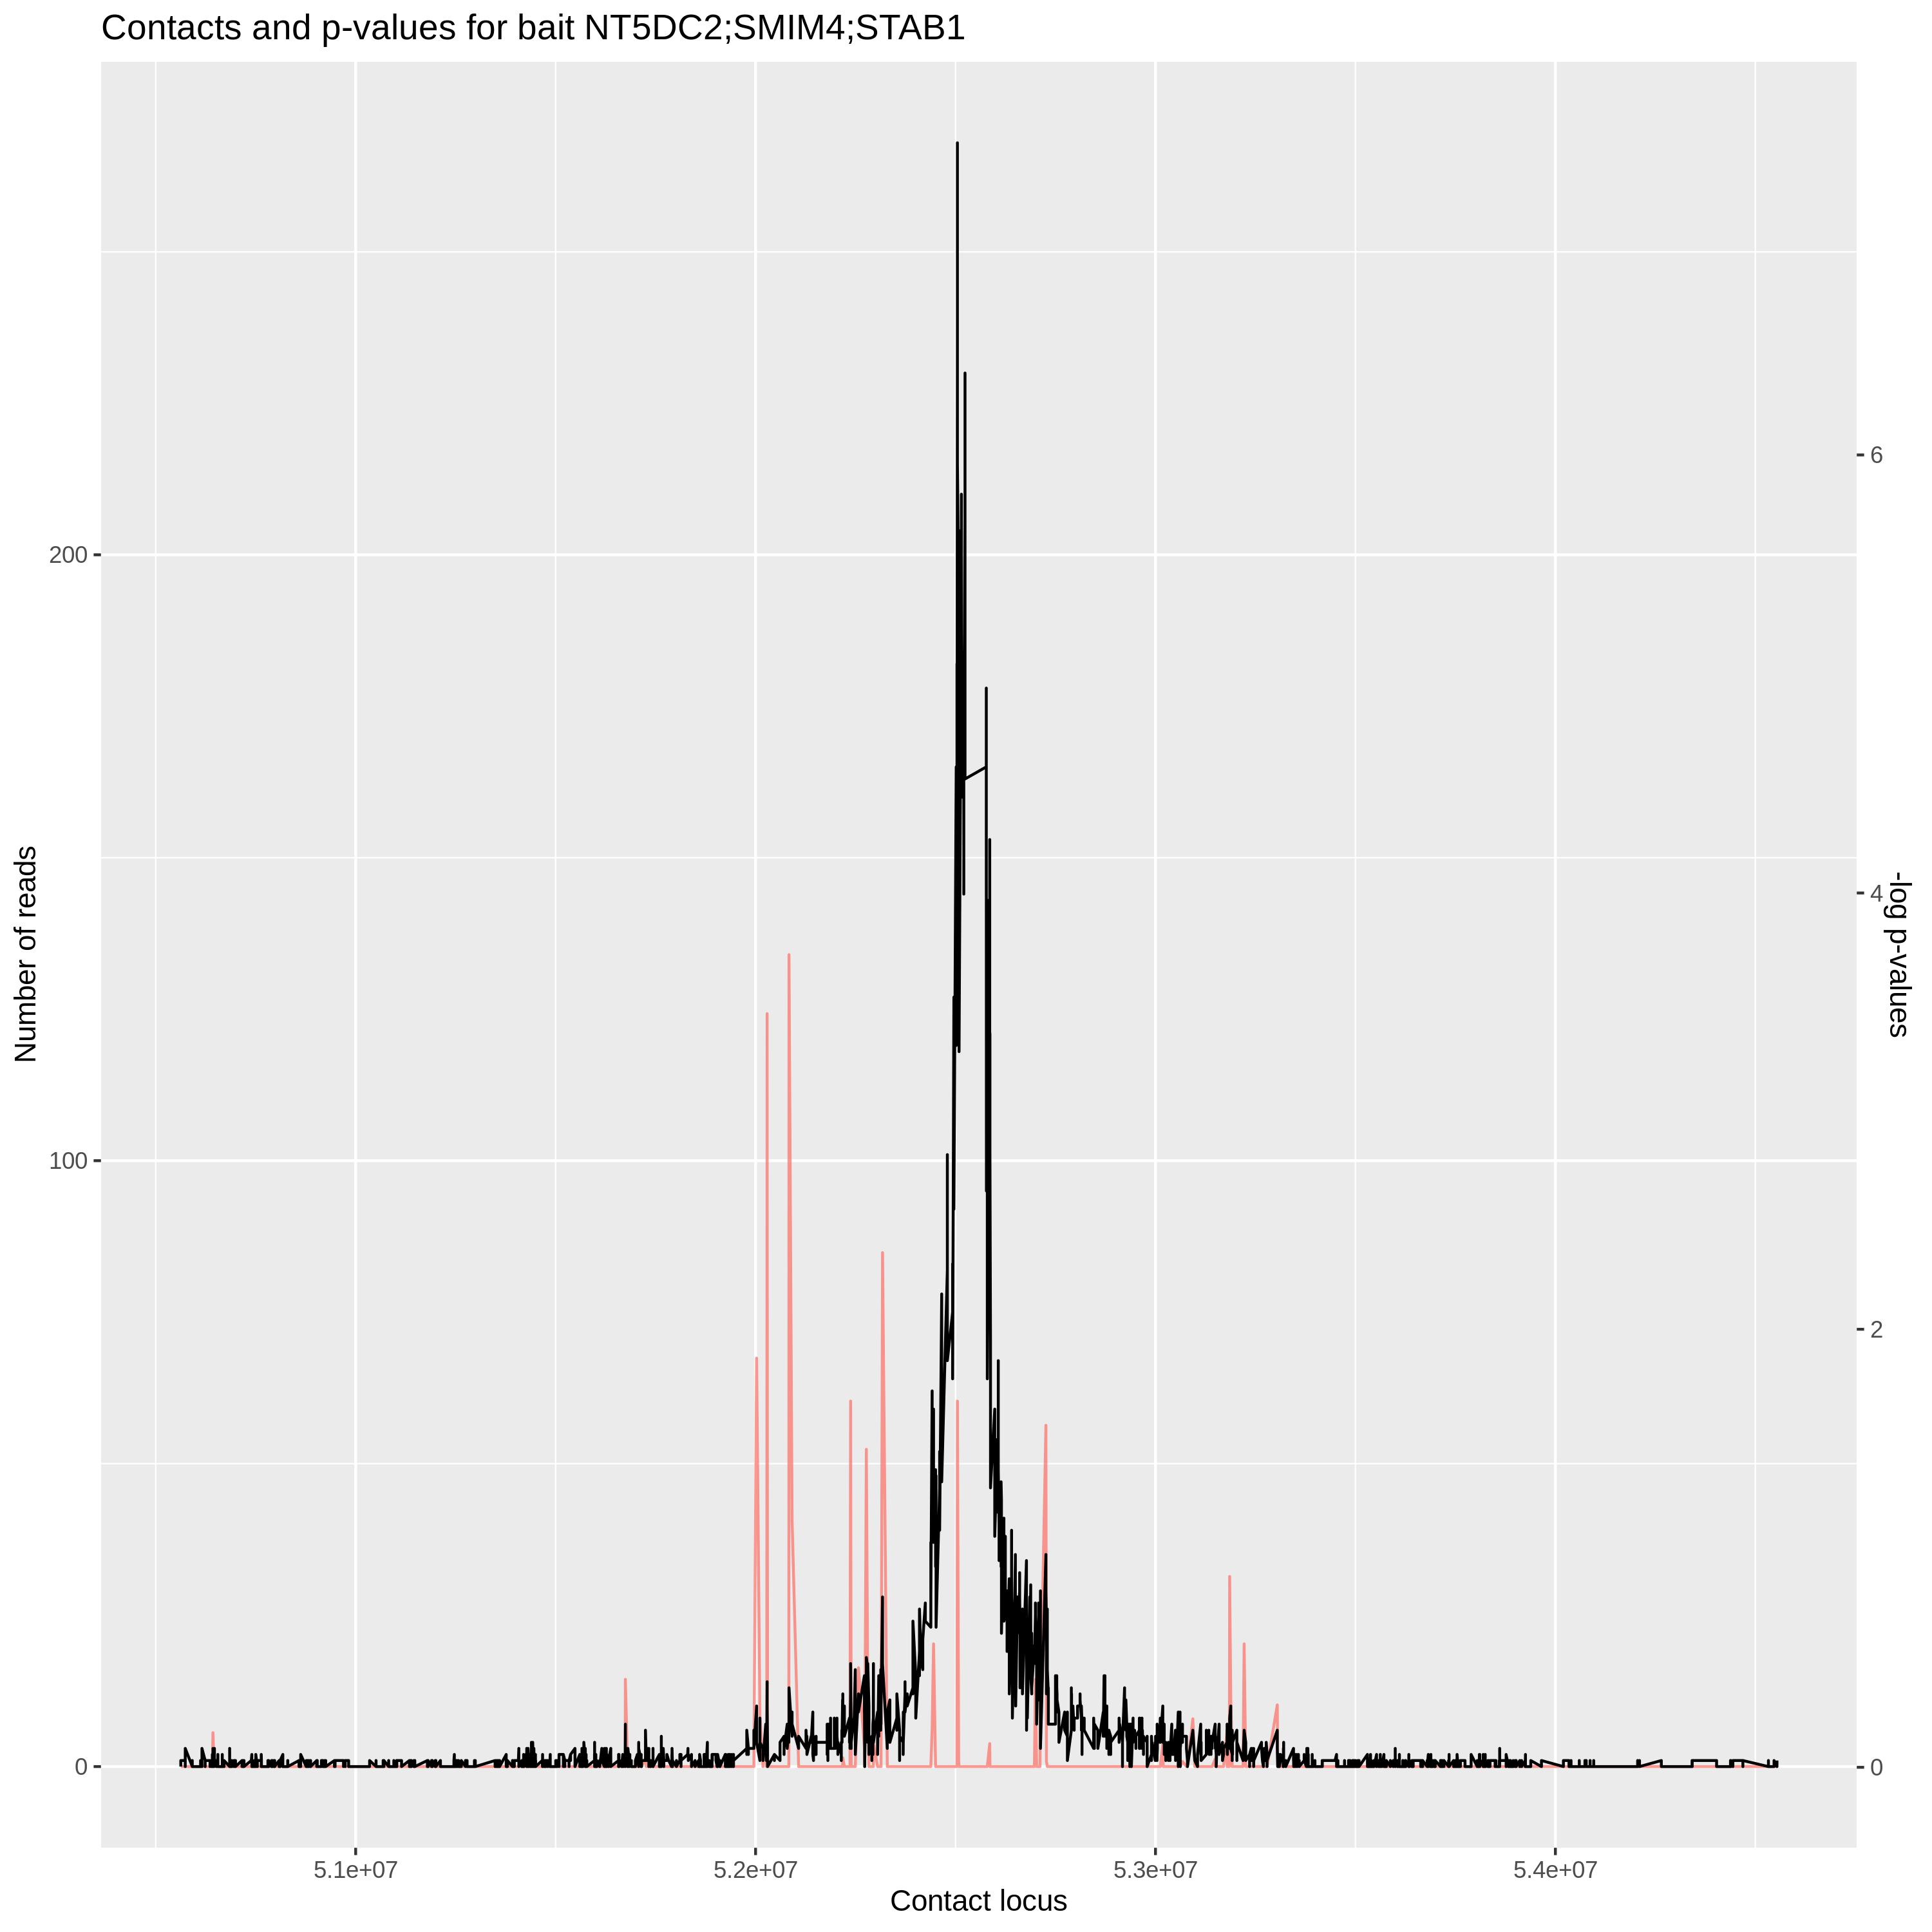 Contacts and p-values for bait NT5DC2;SMIM4;STAB1
Number of reads
200
100
0
6
4
2
0
-log p-values
5.1e+07
5.2e+07
5.3e+07
5.4e+07
Contact locus